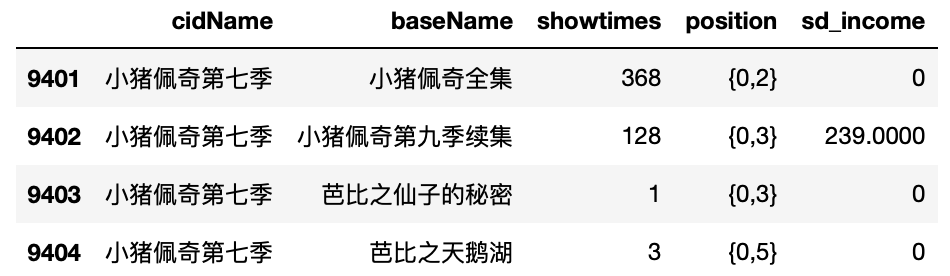 cidName baseName showtimes position sd_income
9401 小猪佩奇第七季 小猪佩奇全集 368 {0,2} 0
9402 小猪佩奇第七季 小猪佩奇第九季续集 128 {0,3} 239.0000
9403 小猪佩奇第七季 芭比之仙子的秘密 1 {0,3} 0
9404 小猪佩奇第七季 芭比之天鹅湖 3 {0,5} 0